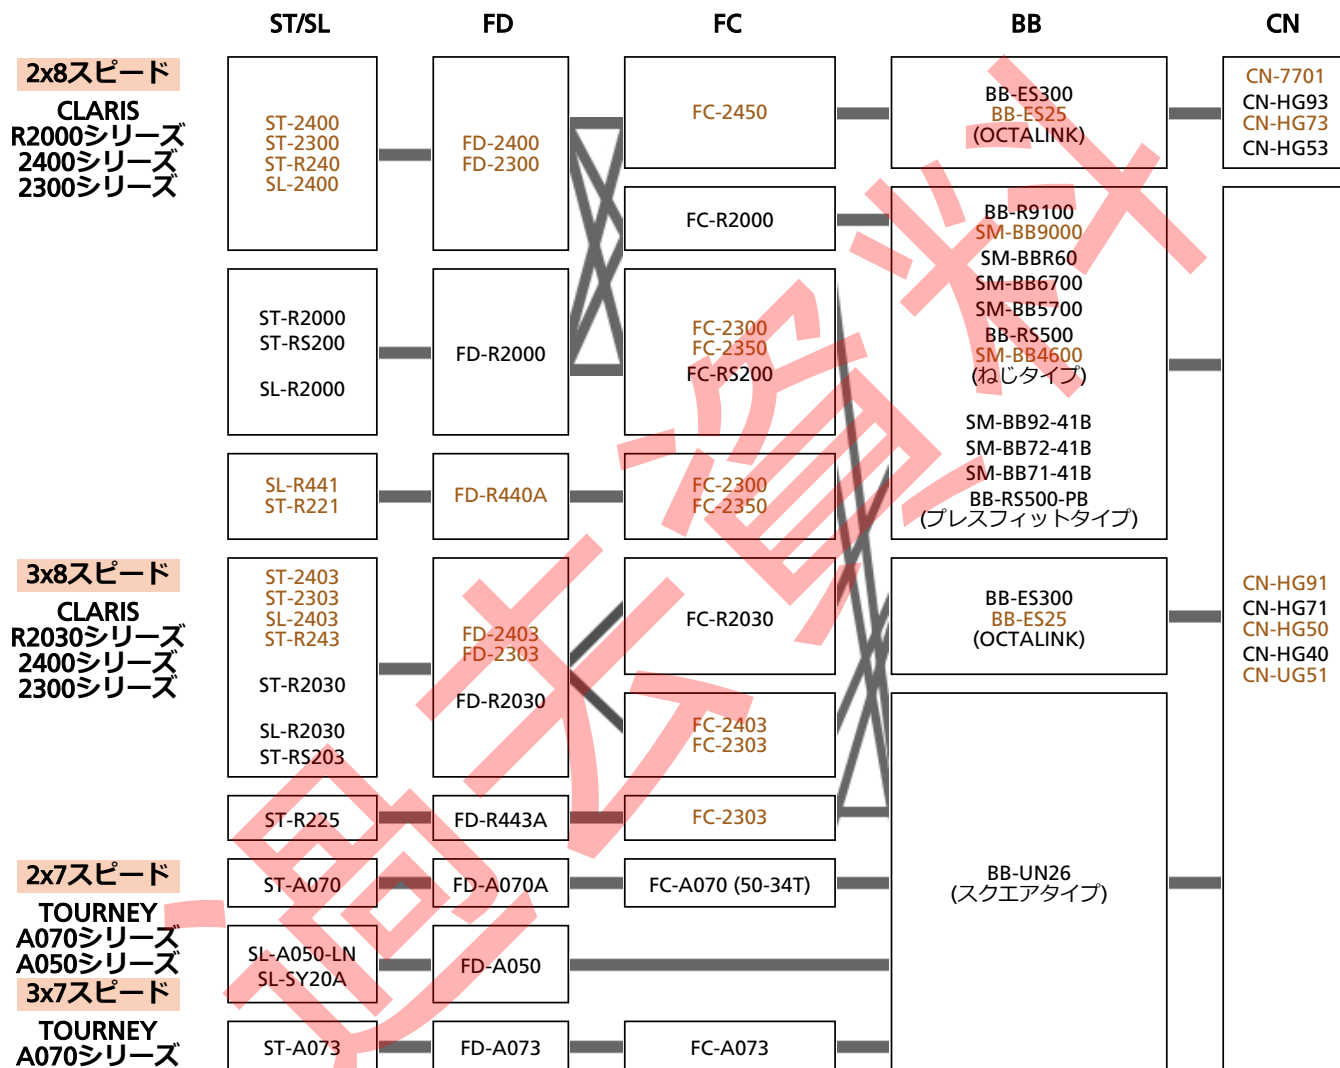 ST/SL
FD
FC
BB
CN
2x8スピード
CLARIS
R2000シリーズ
2400シリーズ
2300シリーズ
ST-2400
ST-2300
ST-R240
SL-2400
FD-2400
FD-2300
FC-2450
BB-ES300
BB-ES25
(OCTALINK)
CN-7701
CN-HG93
CN-HG73
CN-HG53
FC-R2000
BB-R9100
SM-BB9000
SM-BBR60
SM-BB6700
SM-BB5700
BB-RS500
SM-BB4600
(ねじタイプ)
SM-BB92-41B
SM-BB72-41B
SM-BB71-41B
BB-RS500-PB
(プレスフィットタイプ)
ST-R2000
ST-RS200
SL-R2000
FD-R2000
FC-2300
FC-2350
FC-RS200
SL-R441
ST-R221
FD-R440A
FC-2300
FC-2350
3x8スピード
CLARIS
R2030シリーズ
2400シリーズ
2300シリーズ
ST-2403
ST-2303
SL-2403
ST-R243
ST-R2030
SL-R2030
ST-RS203
FD-2403
FD-2303
FD-R2030
FC-R2030
BB-ES300
BB-ES25
(OCTALINK)
CN-HG91
CN-HG71
CN-HG50
CN-HG40
CN-UG51
FC-2403
FC-2303
ST-R225
FD-R443A
FC-2303
2x7スピード
TOURNEY
A070シリーズ
A050シリーズ
ST-A070
FD-A070A
FC-A070 (50-34T)
BB-UN26
(スクエアタイプ)
SL-A050-LN
SL-SY20A
FD-A050
3x7スピード
TOURNEY
A070シリーズ
ST-A073
FD-A073
FC-A073
過去資料